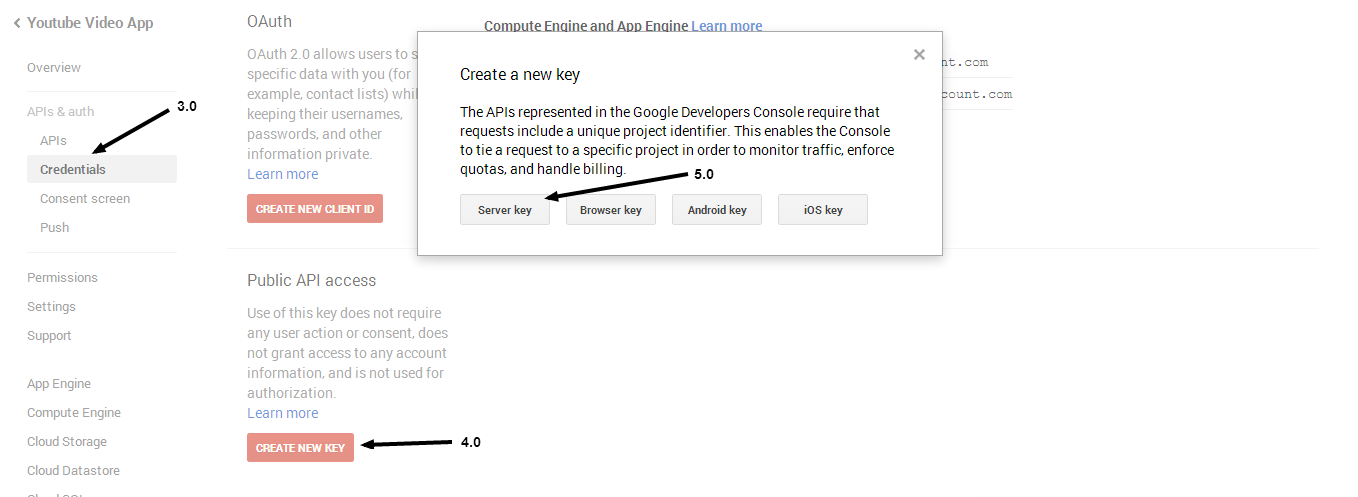 Youtube Video App
Overview
APIs & auth
3.0
APIs
Credentials
Consent screen
Push
Permissions
Settings
Support
App Engine
Compute Engine
Cloud Storage
Cloud Datastore
OAuth
OAuth 2.0 allows users to s
specific data with you (for
example, contact lists) whil
keeping their usernames,
passwords, and other
information private.
Learn more
CREATE NEW CLIENT ID
Compute Engine and App Engine Learn more
nt.com
count.com
Create a new key
The APIs represented in the Google Developers Console require that
requests include a unique project identifier. This enables the Console
to tie a request to a specific project in order to monitor traffic, enforce
quotas, and handle billing.
5.0
Server key
Browser key
Android key
iOS key
Public API access
Use of this key does not require
any user action or consent, does
not grant access to any account
information, and is not used for
authorization.
Learn more
CREATE NEW KEY
4.0